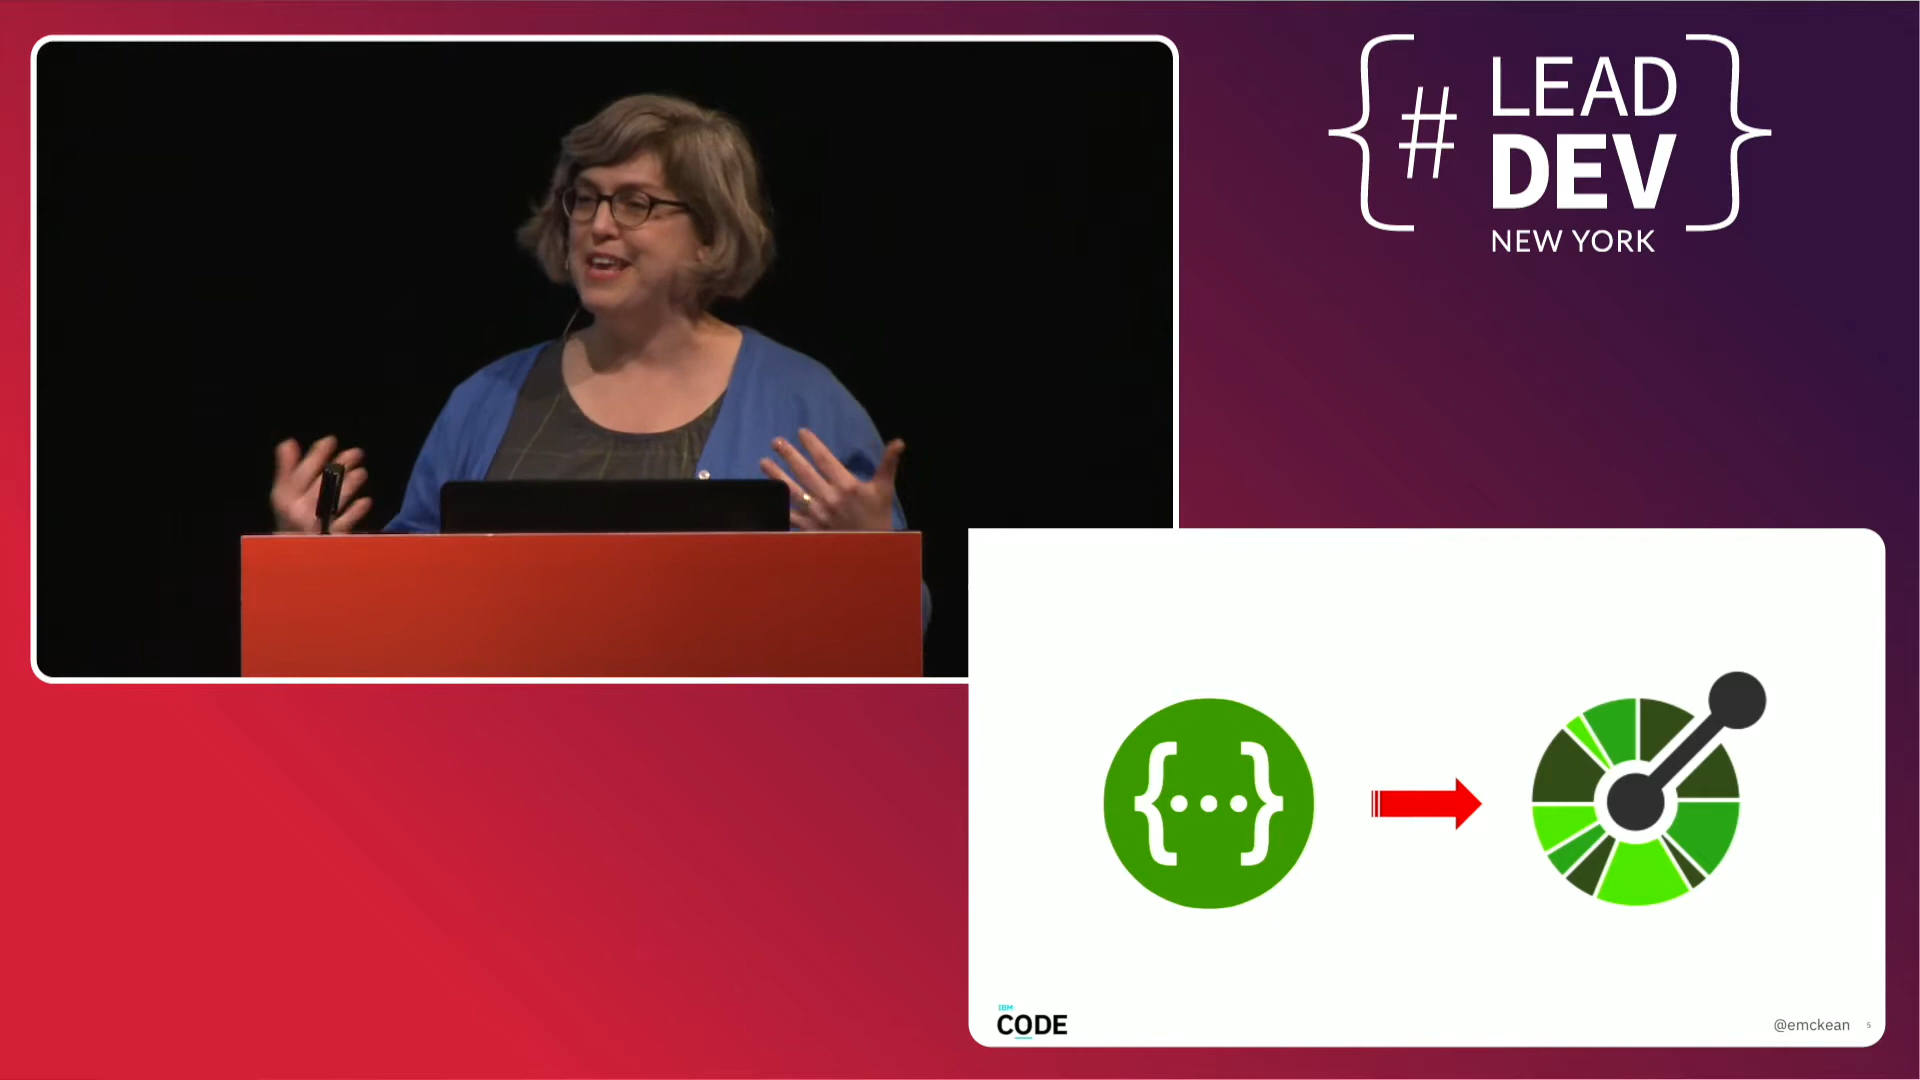 # LEAD
DEV
NEW YORK
{...}
IBM
CODE
@emckean
5